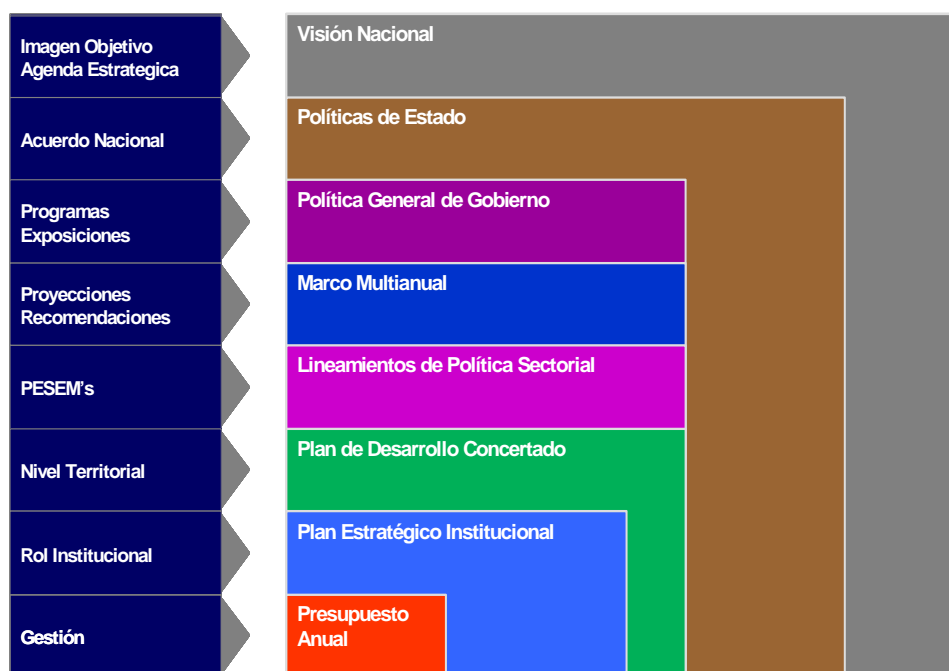 Imagen Objetivo
Agenda Estrategica
Visión Nacional
Acuerdo Nacional
Políticas de Estado
Programas
Exposiciones
Política General de Gobierno
Proyecciones
Recomendaciones
Marco Multianual
PESEM's
Lineamientos de Política Sectorial
Nivel Territorial
Plan de Desarrollo Concertado
Rol Institucional
Plan Estratégico Institucional
Gestión
Presupuesto
Anual